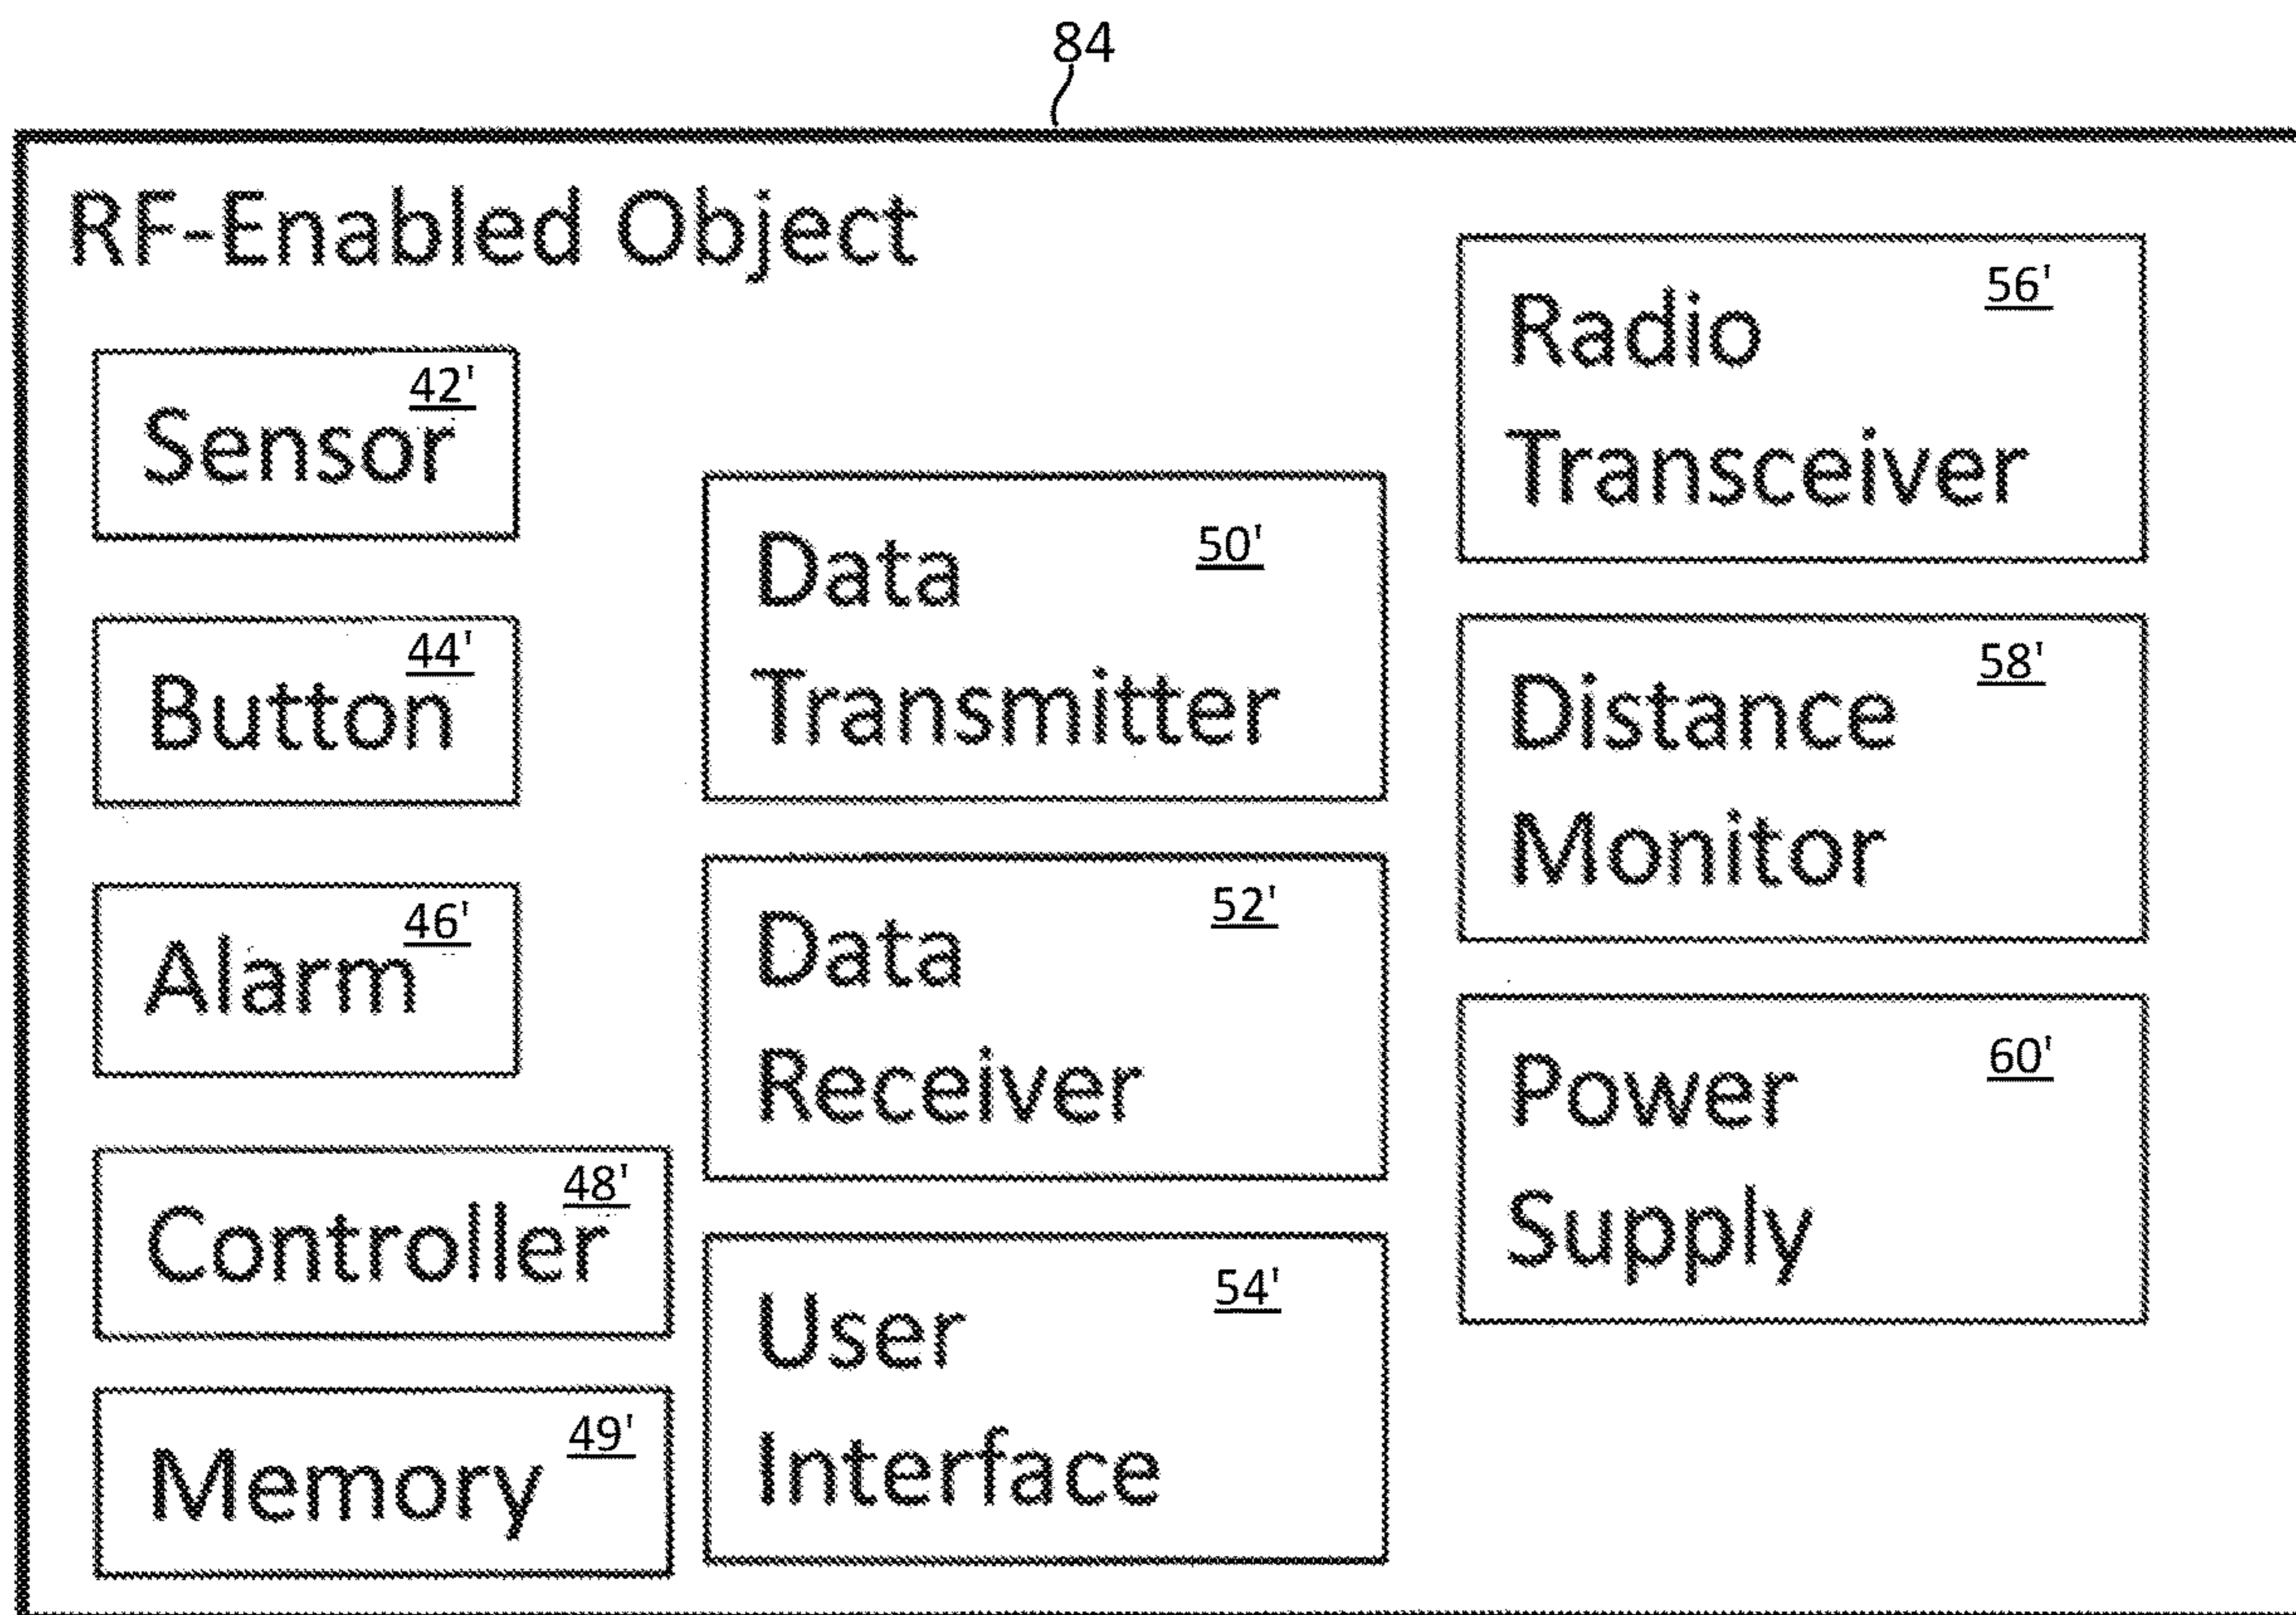 84
RF-Enabled Object
42'
Sensor
44'
Button
46'
Alarm
48'
Controller
49'
Memory
50'
Data
Transmitter
52'
Data
Receiver
54'
User
Interface
56'
Radio
Transceiver
58'
Distance
Monitor
60'
Power
Supply